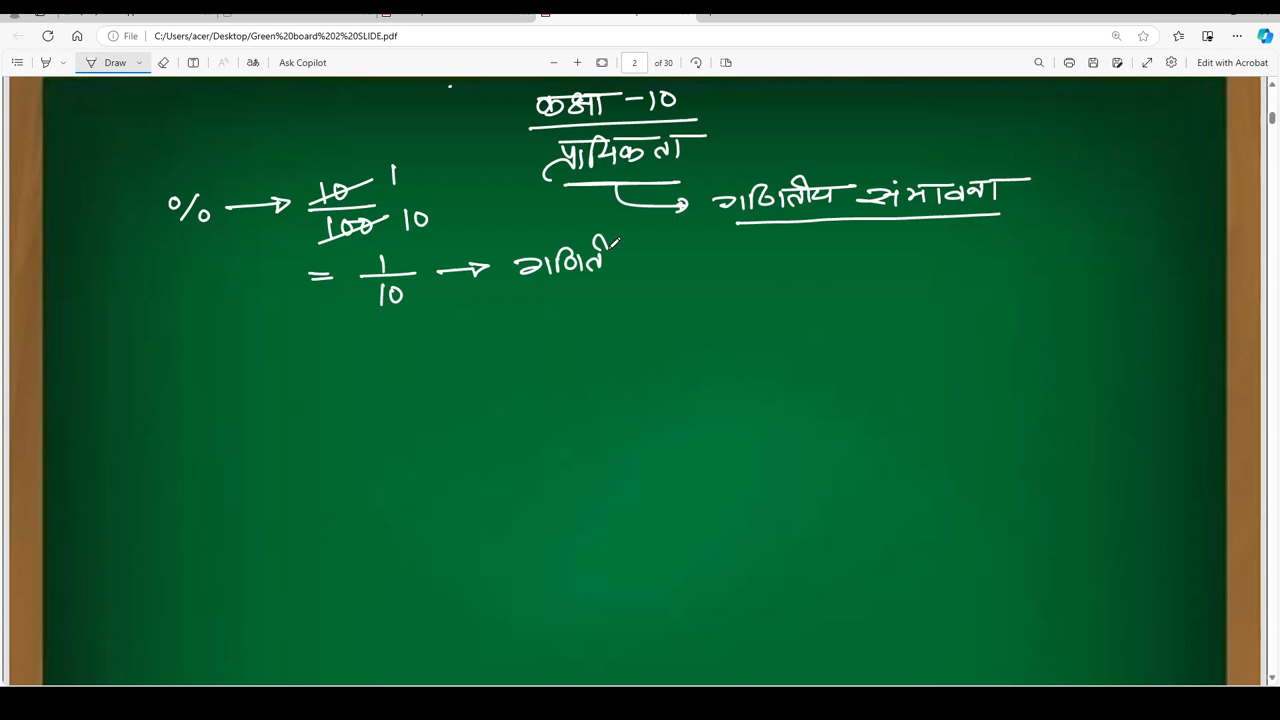 File C:/Users/acer/Desktop/Green%20board%202%20SLIDE.pdf
Draw Ask Copilot 2 of 30 Edit with Acrobat
कक्षा - 10
प्रायिकता
% → 10/100 1 10
→ गणितीय संभावना
= 1/10 → गणिती